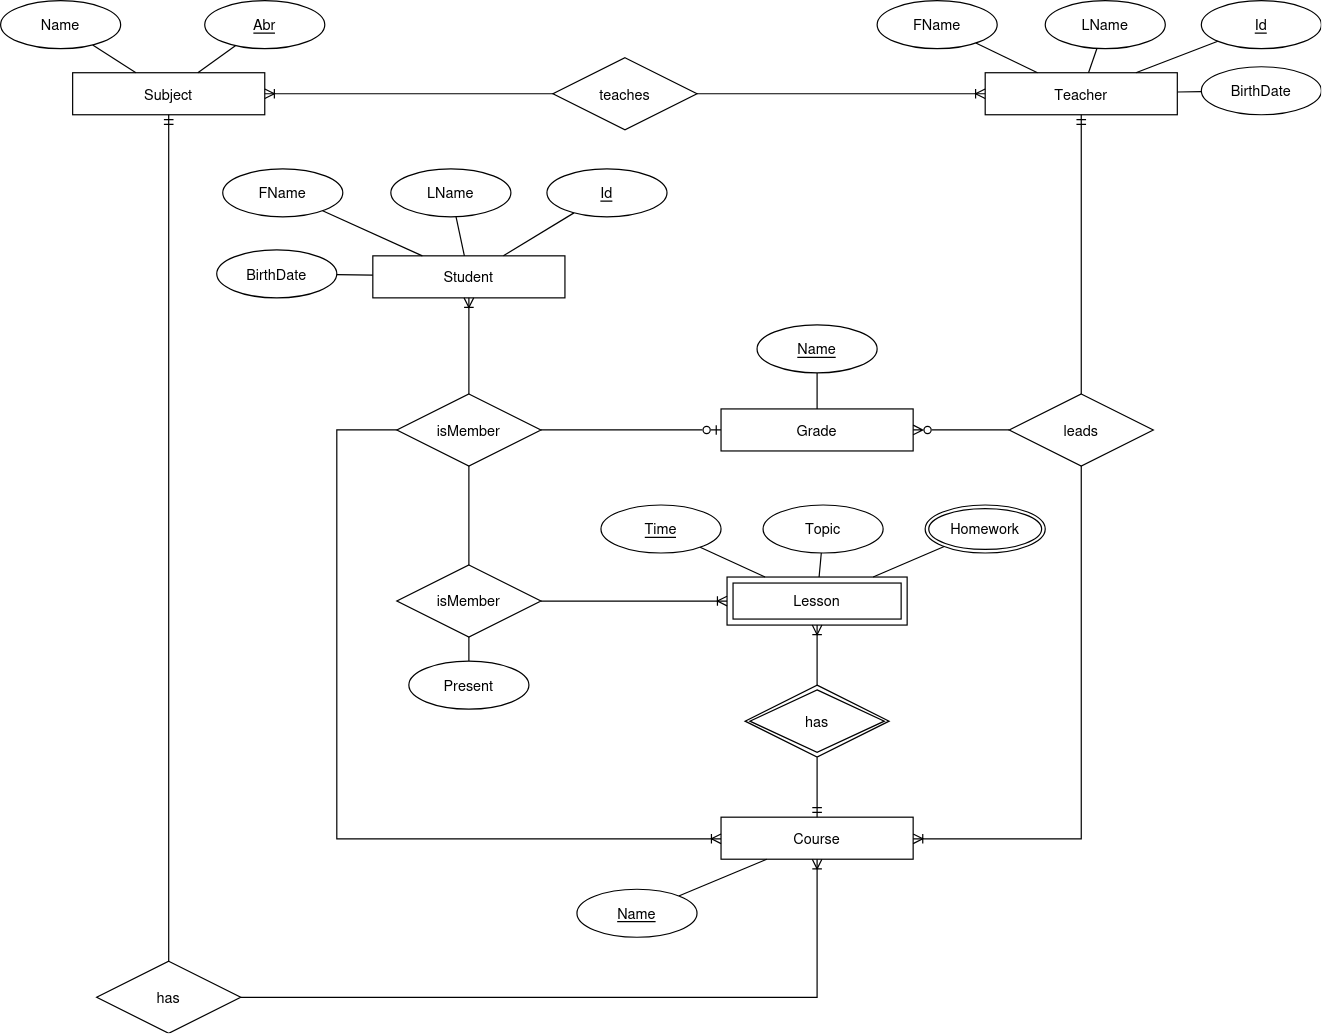 Name
Abr
FName
LName
Id
Subject
teaches
Teacher
BirthDate
FName
LName
Id
BirthDate
Student
Name
isMember
Grade
leads
Time
Topic
Homework
isMember
Lesson
Present
has
Course
Name
has